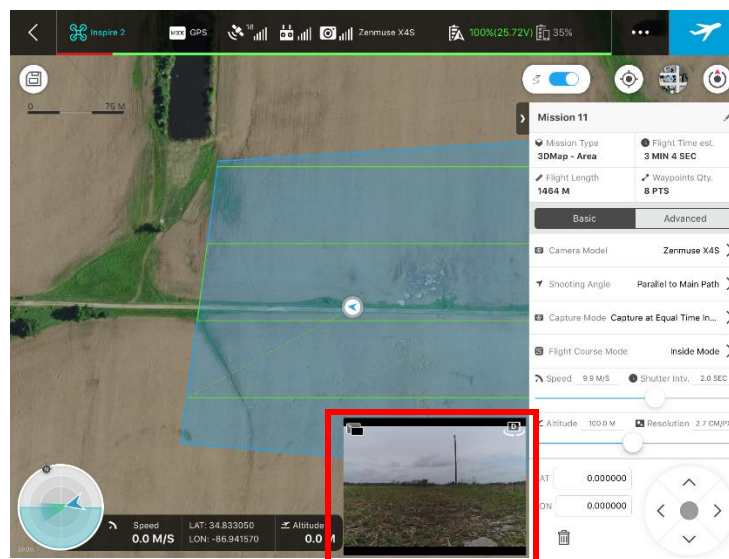 Inspire 2
MODE GPS
18
Zenmuse X4S
100%(25.72V)
35%
0 75 M
Mission 11
Mission Type
3DMap - Area
Flight Time est.
3 MIN 4 SEC
Flight Length
1464 M
Waypoints Qty.
8 PTS
Basic
Advanced
Camera Model Zenmuse X4S
Shooting Angle Parallel to Main Path
Capture Mode Capture at Equal Time In...
Flight Course Mode Inside Mode
Speed 9.9 M/S Shutter Intv. 2.0 SEC
Altitude 100.0 M Resolution 2.7 CM/PX
0.000000
0.000000
N
Speed
0.0 M/S
LAT: 34.833050
LON: -86.941570
Altitude
0.0 M
D